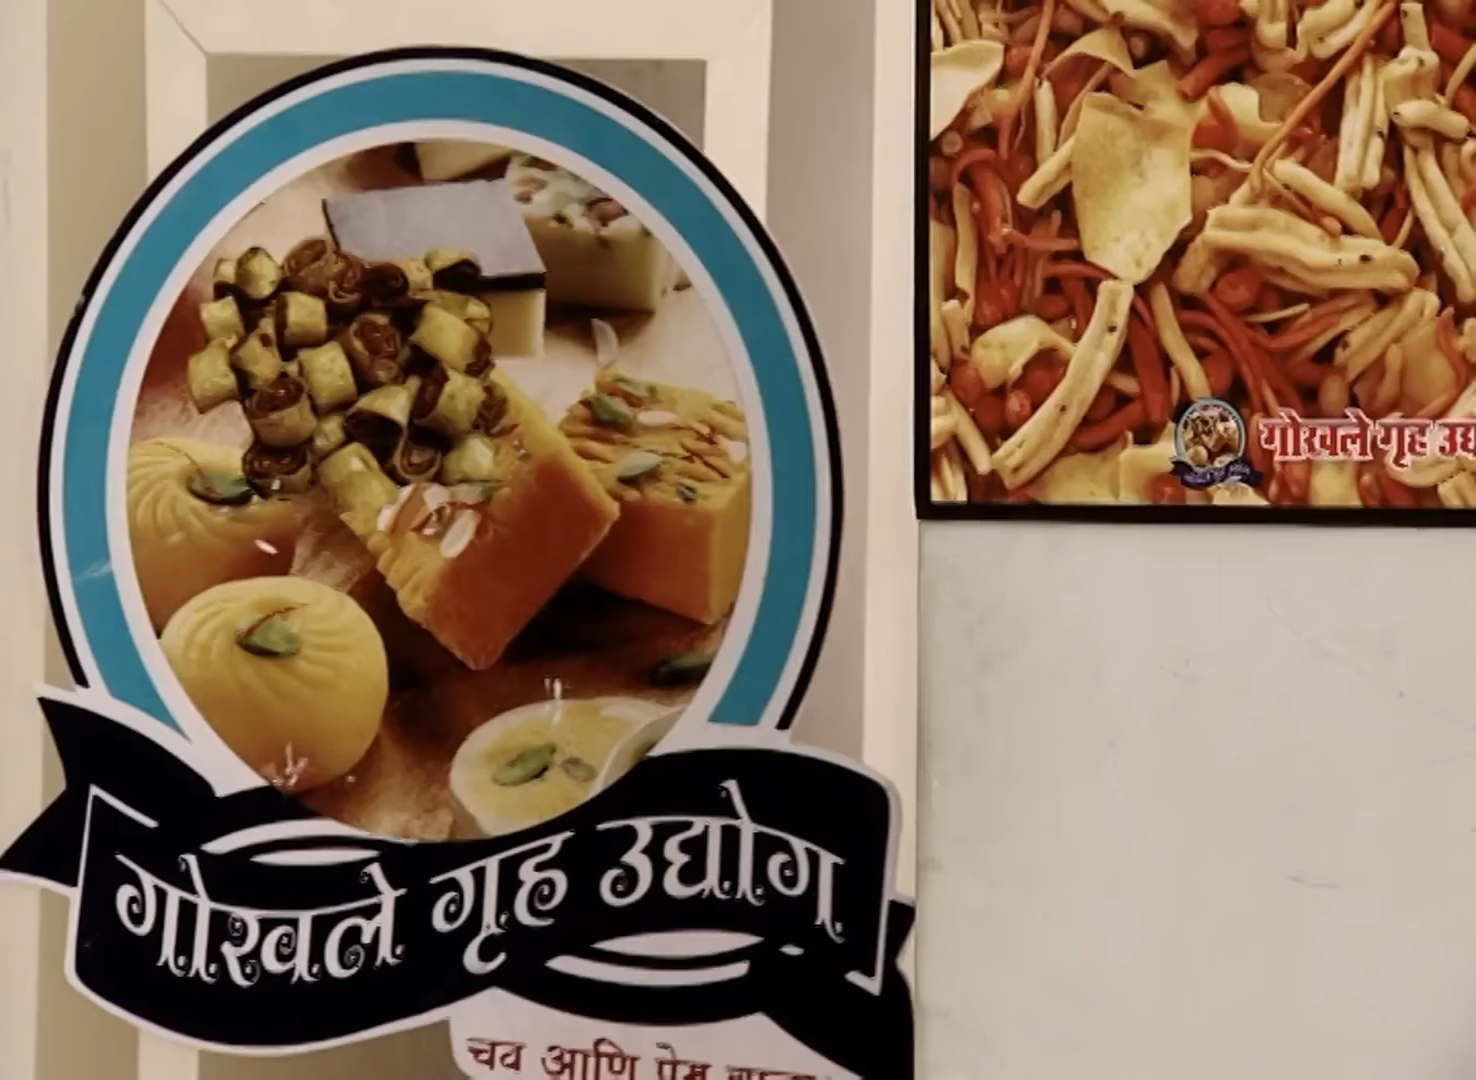 गोखले गृह उद्योग
गोखले गृह
चव आणि प्रेम